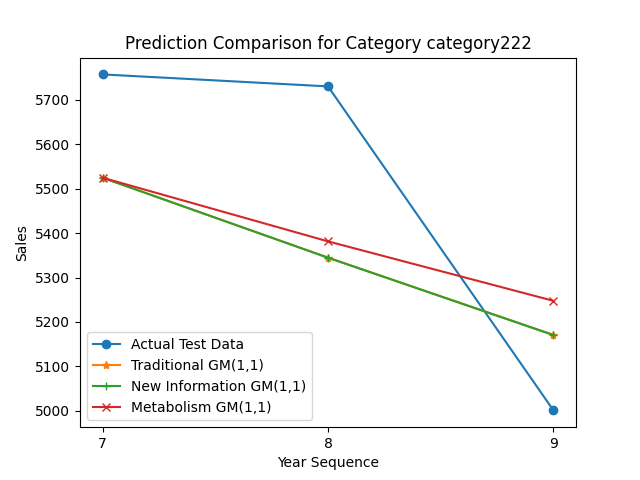 Prediction Comparison for Category category222
Sales
5700
5600
5500
5400
5300
5200
5100
5000
Actual Test Data
Traditional GM(1,1)
New Information GM(1,1)
Metabolism GM(1,1)
7
8
9
Year Sequence